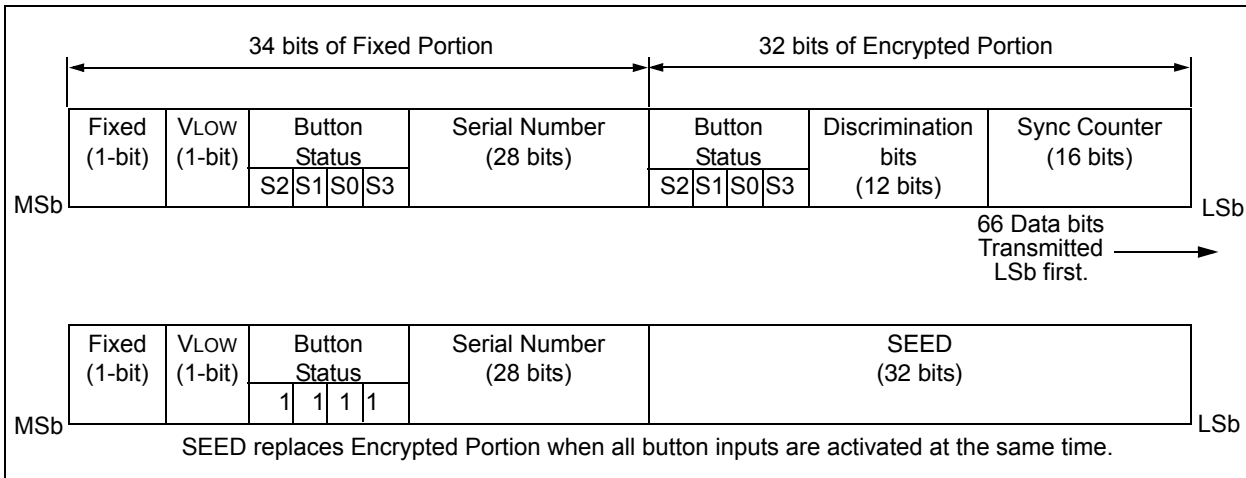 34 bits of Fixed Portion 32 bits of Encrypted Portion
Fixed VLOW Button Serial Number Button Discrimination Sync Counter
(1-bit) (1-bit) Status (28 bits) Status bits (16 bits)
S2 S1 S0 S3 S2 S1 S0 S3 (12 bits)
MSb LSb
66 Data bits
Transmitted
LSb first.
Fixed VLOW Button Serial Number SEED
(1-bit) (1-bit) Status (28 bits) (32 bits)
1 1 1 1
MSb LSb
SEED replaces Encrypted Portion when all button inputs are activated at the same time.